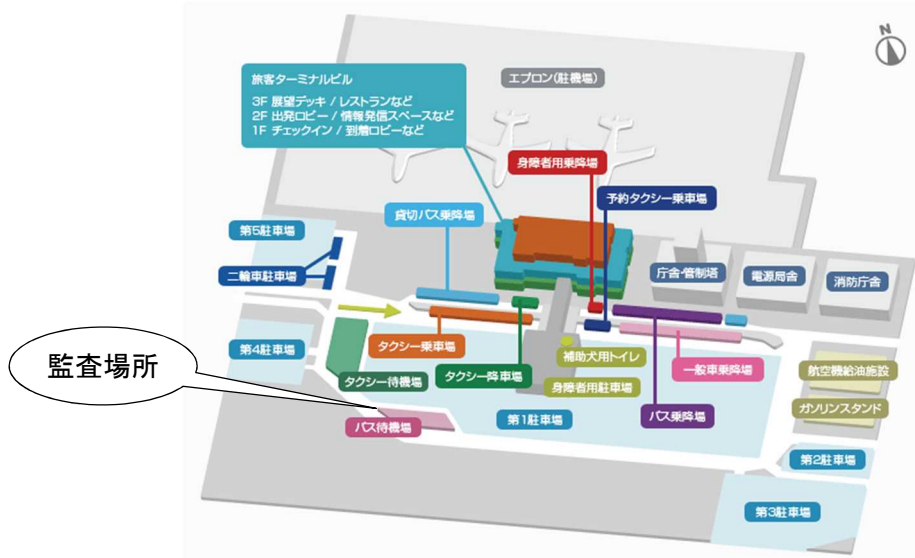 N
旅客ターミナルビル
3F 展望デッキ / レストランなど
2F 出発ロビー / 情報発信スペースなど
1F チェックイン / 到着ロビーなど
エプロン(駐機場)
身障者用乗降場
予約タクシー乗車場
貸切バス乗降場
第5駐車場
二輪車駐車場
庁舎・管制塔
電源局舎
消防庁舎
監査場所
第4駐車場
タクシー乗車場
タクシー待機場
タクシー降車場
補助犬用トイレ
身障者用駐車場
一般車乗降場
航空機給油施設
ガソリンスタンド
バス待機場
第1駐車場
バス乗降場
第2駐車場
第3駐車場